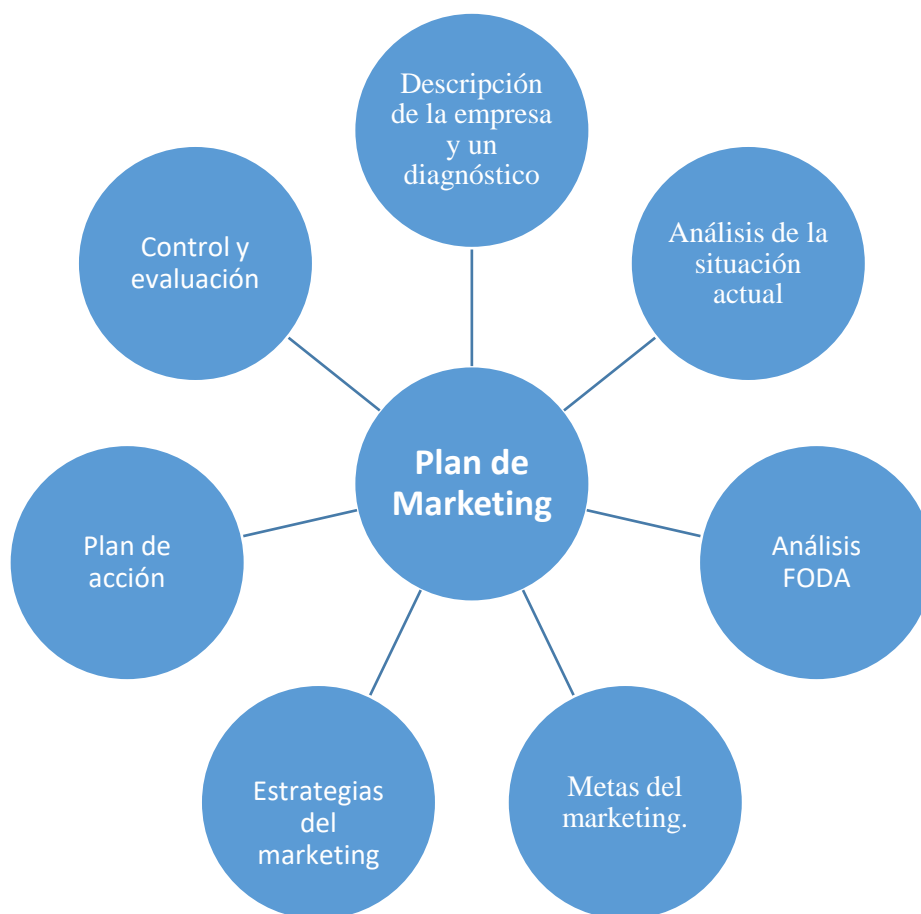 Descripción
de la empresa
y un
diagnóstico
Análisis de la
situación
actual
Análisis
FODA
Metas del
marketing.
Estrategias
del
marketing
Plan de
acción
Control y
evaluación
Plan de
Marketing